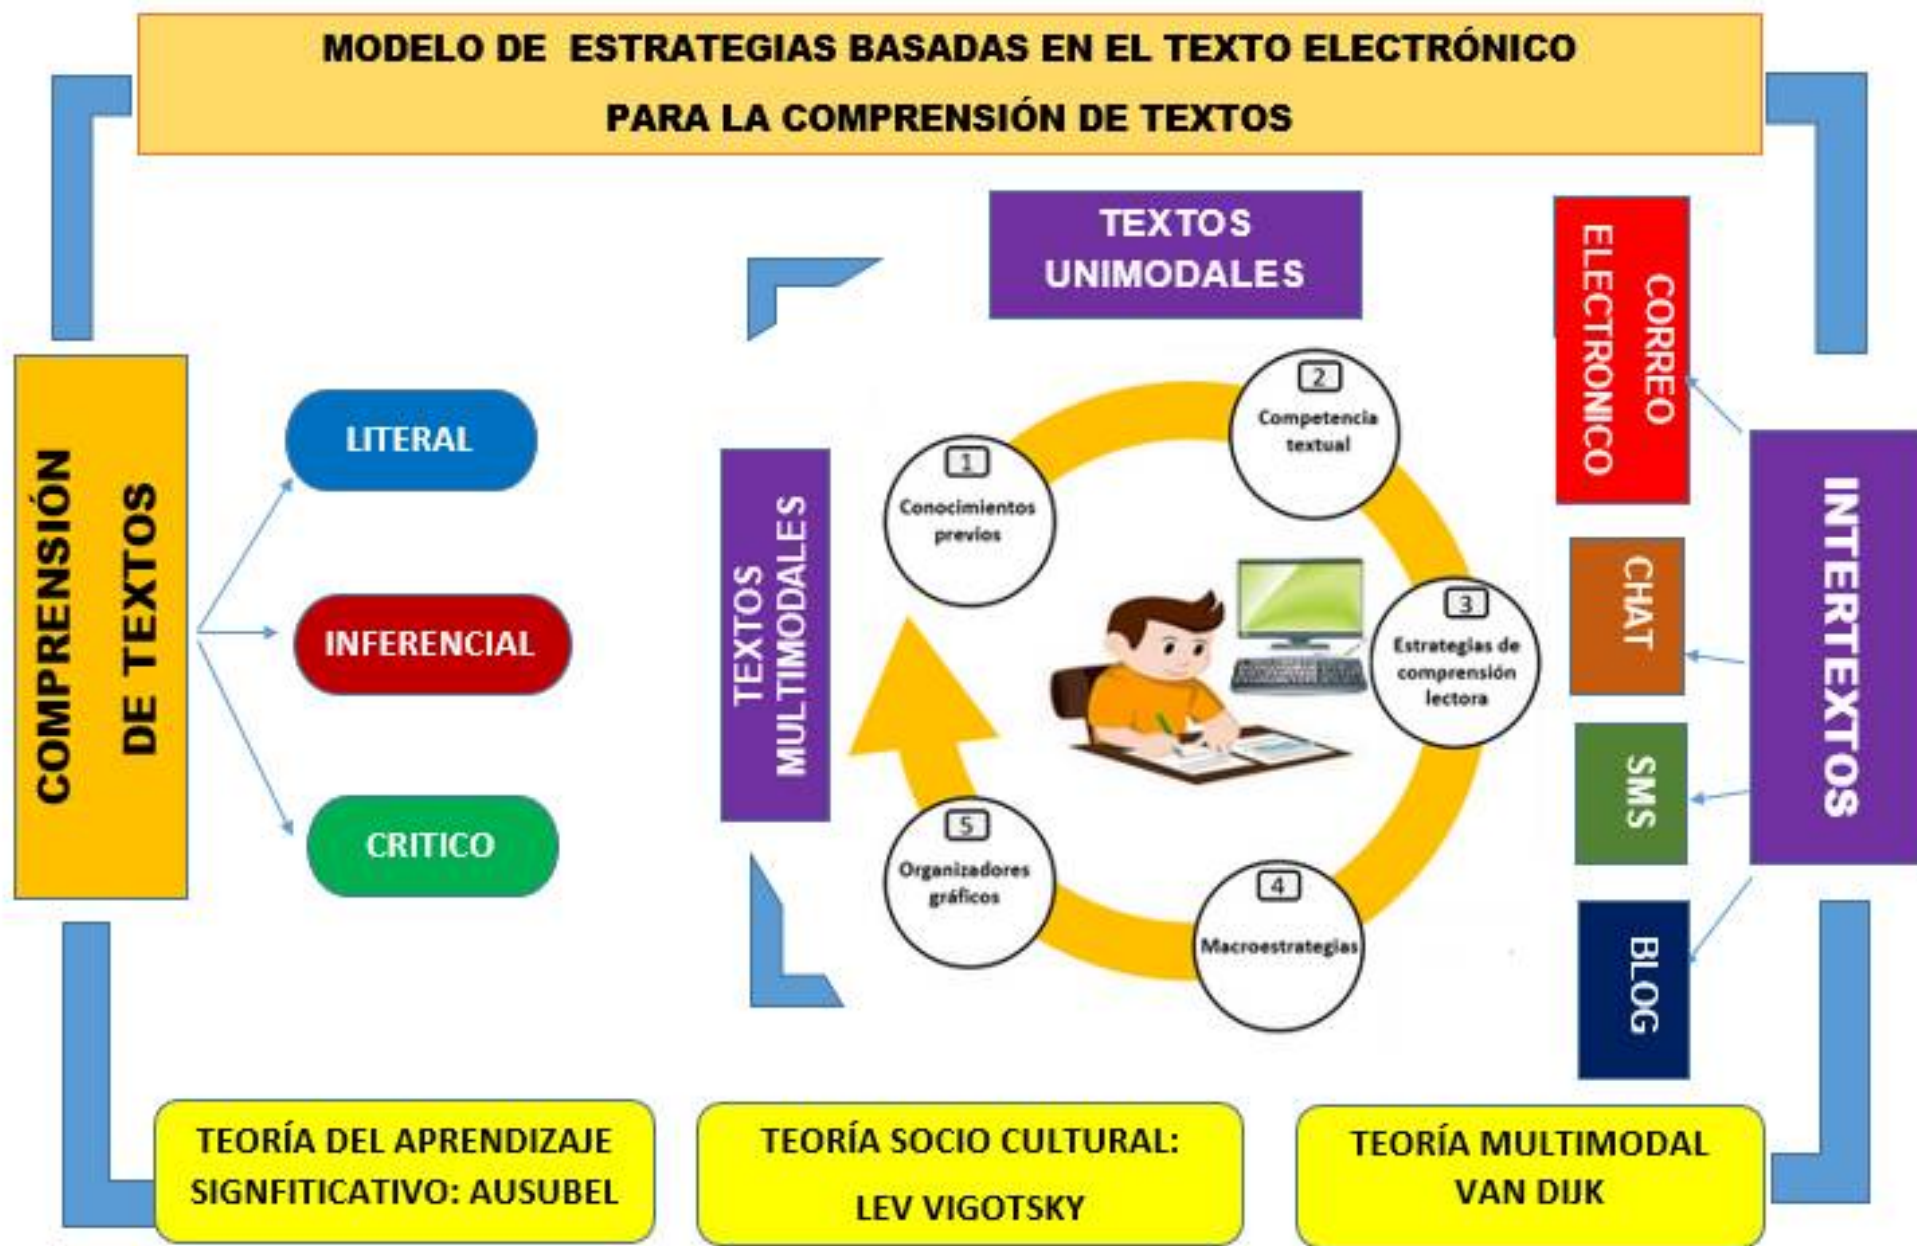 MODELO DE ESTRATEGIAS BASADAS EN EL TEXTO ELECTRÓNICO
PARA LA COMPRENSIÓN DE TEXTOS
COMPRENSIÓN
DE TEXTOS
LITERAL
INFERENCIAL
CRITICO
TEXTOS
UNIMODALES
TEXTOS
MULTIMODALES
1
Conocimientos
previos
2
Competencia
textual
3
Estrategias de
comprensión
lectora
4
Macroestrategias
5
Organizadores
gráficos
CORREO
ELECTRÓNICO
CHAT
SMS
BLOG
INTERTEXTOS
TEORÍA DEL APRENDIZAJE
SIGNFITICATIVO: AUSUBEL
TEORÍA SOCIO CULTURAL:
LEV VIGOTSKY
TEORÍA MULTIMODAL
VAN DIJK